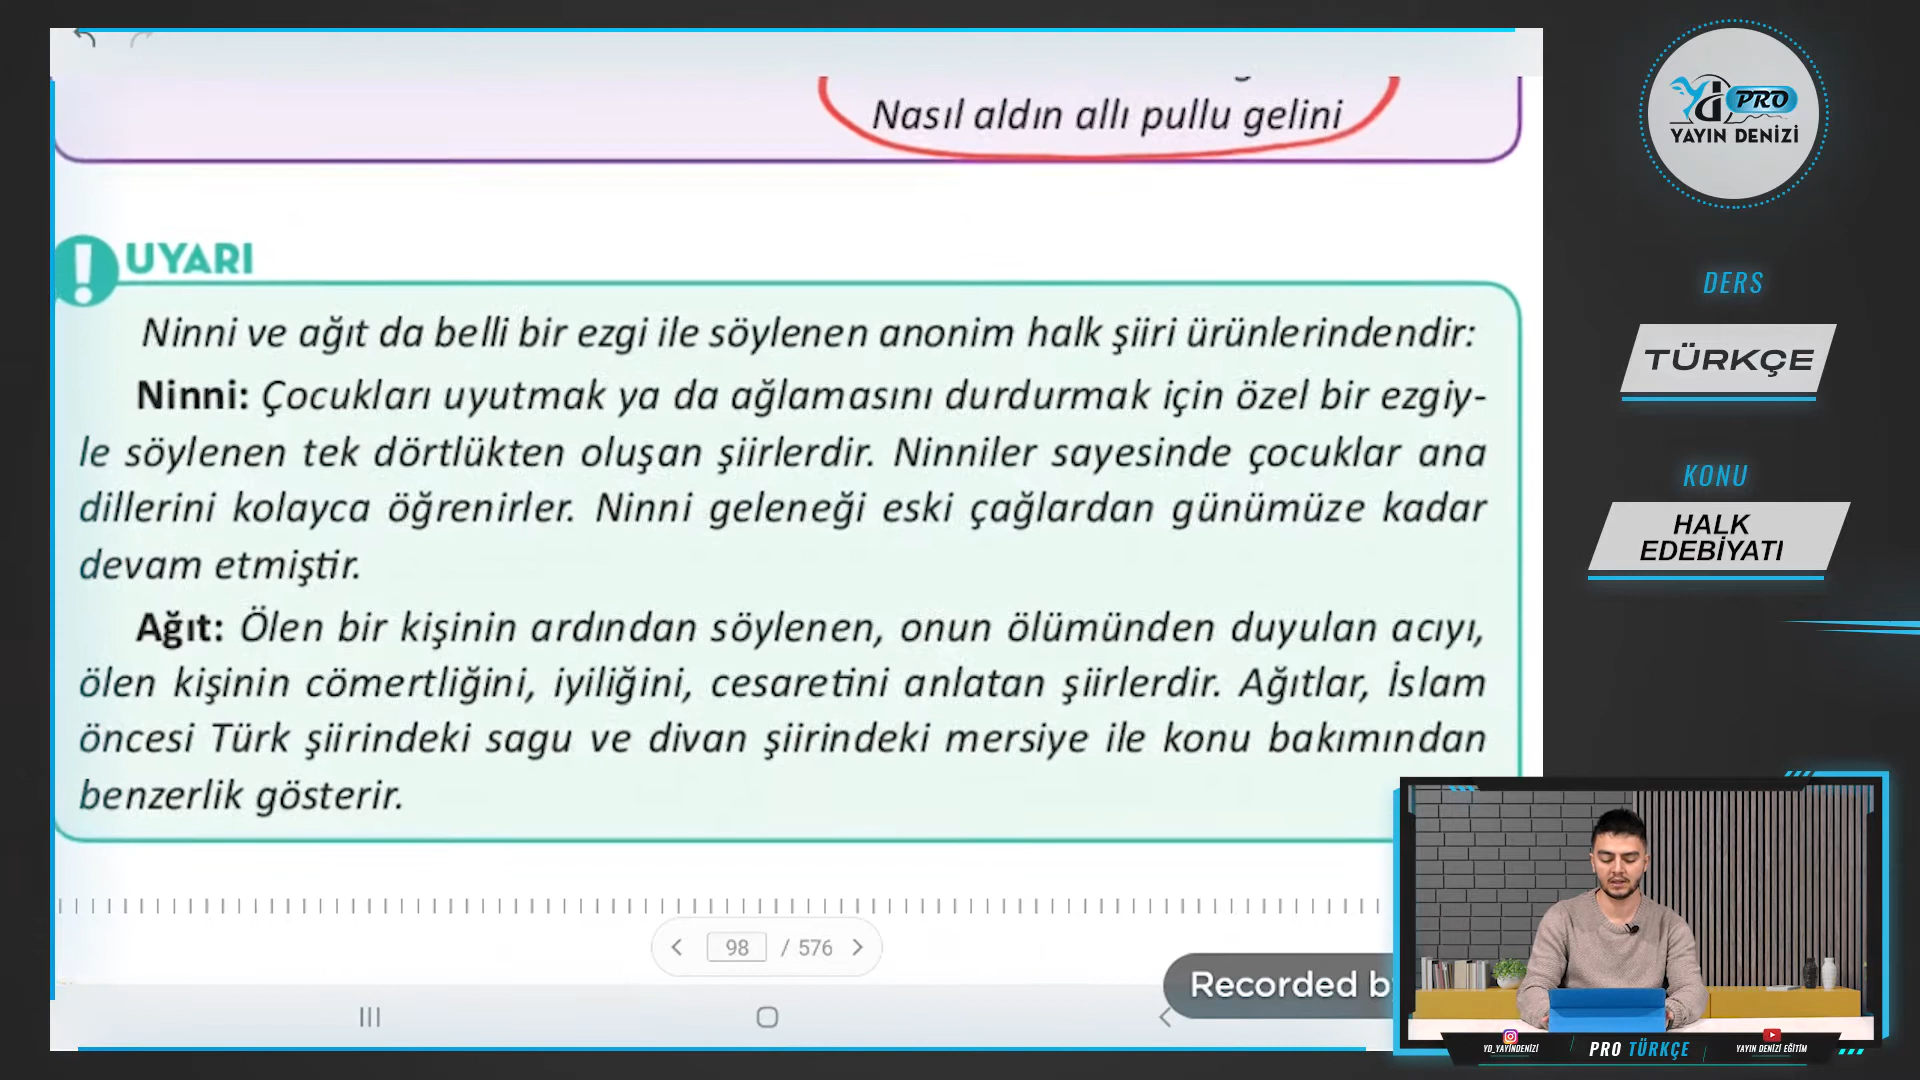 Nasıl aldın allı pullu gelini
UYARI
Ninni ve ağıt da belli bir ezgi ile söylenen anonim halk şiiri ürünlerindendir:
Ninni: Çocukları uyutmak ya da ağlamasını durdurmak için özel bir ezgiy-
le söylenen tek dörtlükten oluşan şiirlerdir. Ninniler sayesinde çocuklar ana
dillerini kolayca öğrenirler. Ninni geleneği eski çağlardan günümüze kadar
devam etmiştir.
Ağıt: Ölen bir kişinin ardından söylenen, onun ölümünden duyulan acıyı,
ölen kişinin cömertliğini, iyiliğini, cesaretini anlatan şiirlerdir. Ağıtlar, İslam
öncesi Türk şiirindeki sagu ve divan şiirindeki mersiye ile konu bakımından
benzerlik gösterir.
98 / 576
Recorded b
yd PRO
YAYIN DENİZİ
DERS
TÜRKÇE
KONU
HALK
EDEBİYATI
YD_YAYINDENIZI
PRO TÜRKÇE
YAYIN DENİZİ EĞİTİM